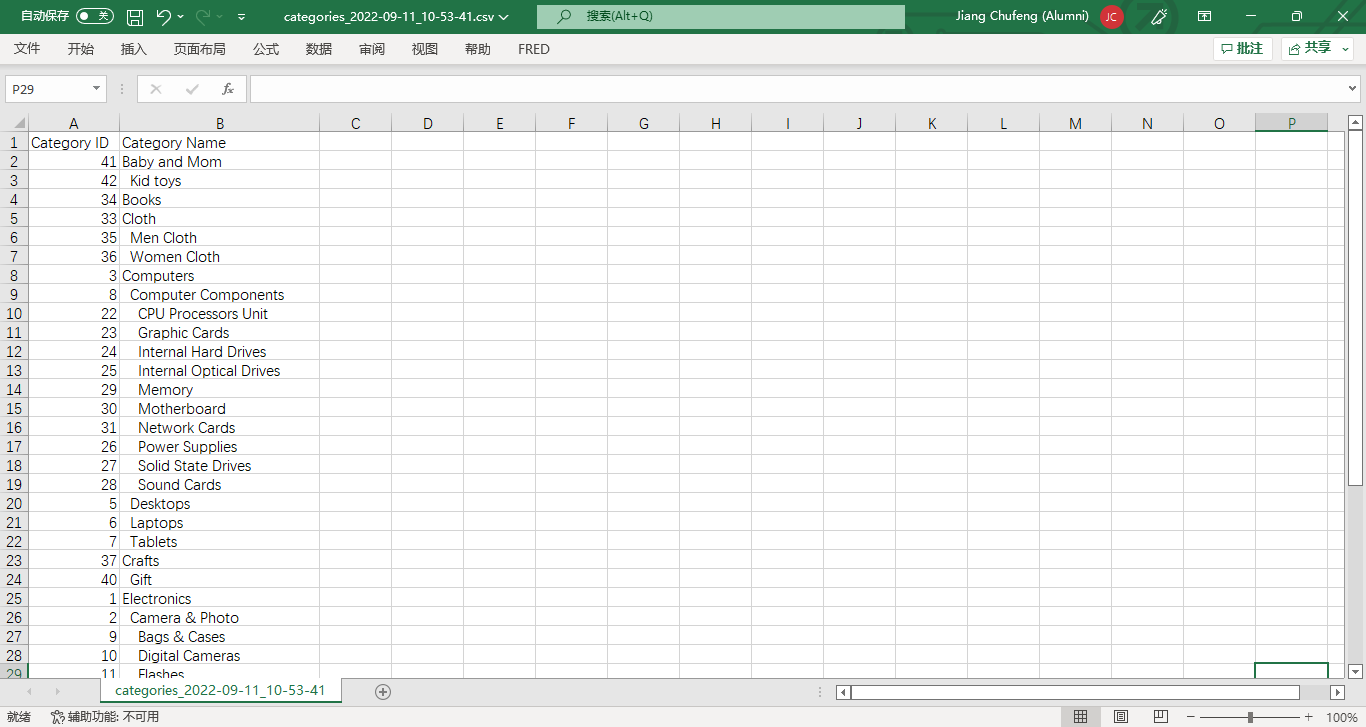 自动保存 关 categories_2022-09-11_10-53-41.csv 搜索(Alt+Q) Jiang Chufeng (Alumni) JC
文件 开始 插入 页面布局 公式 数据 审阅 视图 帮助 FRED 批注 共享
P29 fx
A B C D E F G H I J K L M N O P
1 Category ID Category Name
2 41 Baby and Mom
3 42 Kid toys
4 34 Books
5 33 Cloth
6 35 Men Cloth
7 36 Women Cloth
8 3 Computers
9 8 Computer Components
10 22 CPU Processors Unit
11 23 Graphic Cards
12 24 Internal Hard Drives
13 25 Internal Optical Drives
14 29 Memory
15 30 Motherboard
16 31 Network Cards
17 26 Power Supplies
18 27 Solid State Drives
19 28 Sound Cards
20 5 Desktops
21 6 Laptops
22 7 Tablets
23 37 Crafts
24 40 Gift
25 1 Electronics
26 2 Camera & Photo
27 9 Bags & Cases
28 10 Digital Cameras
29 11 Flashes
categories_2022-09-11_10-53-41
就绪 辅助功能: 不可用 100%